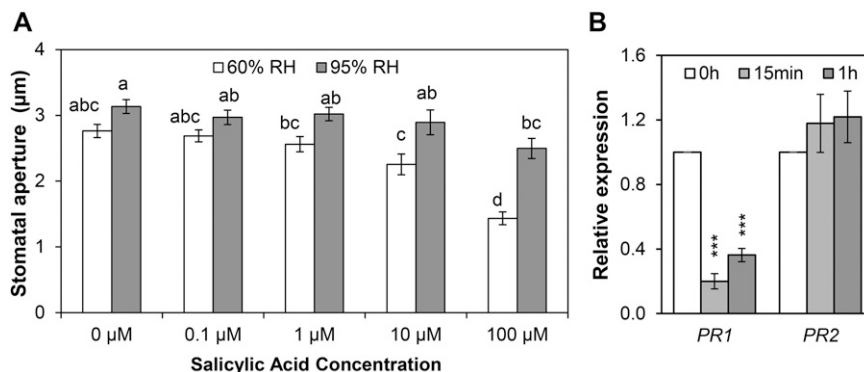 A
Stomatal aperture (µm)
4
3
2
1
0
60% RH 95% RH
abc
a
abc
ab
bc
ab
c
ab
d
bc
0 µM 0.1 µM 1 µM 10 µM 100 µM
Salicylic Acid Concentration
B
Relative expression
1.6
1.2
0.8
0.4
0.0
0h 15min 1h
***
***
PR1 PR2